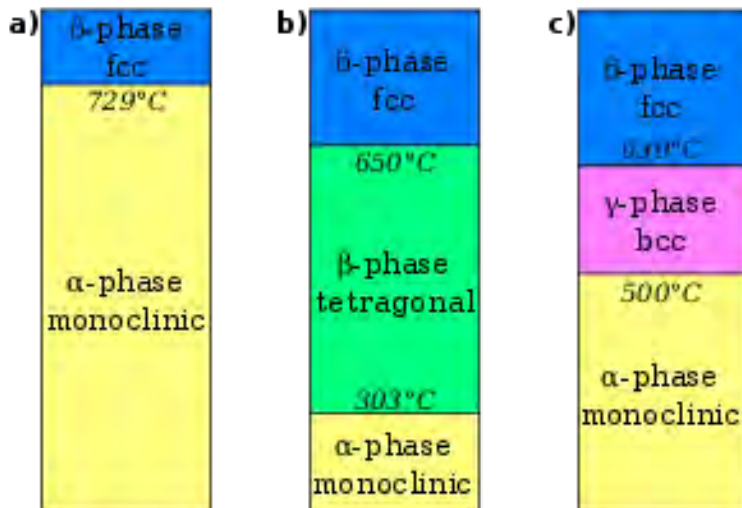 a)
δ-phase
fcc
729°C
α-phase
monoclinic
b)
δ-phase
fcc
650°C
β-phase
tetragonal
303°C
α-phase
monoclinic
c)
δ-phase
fcc
γ-phase
bcc
500°C
α-phase
monoclinic